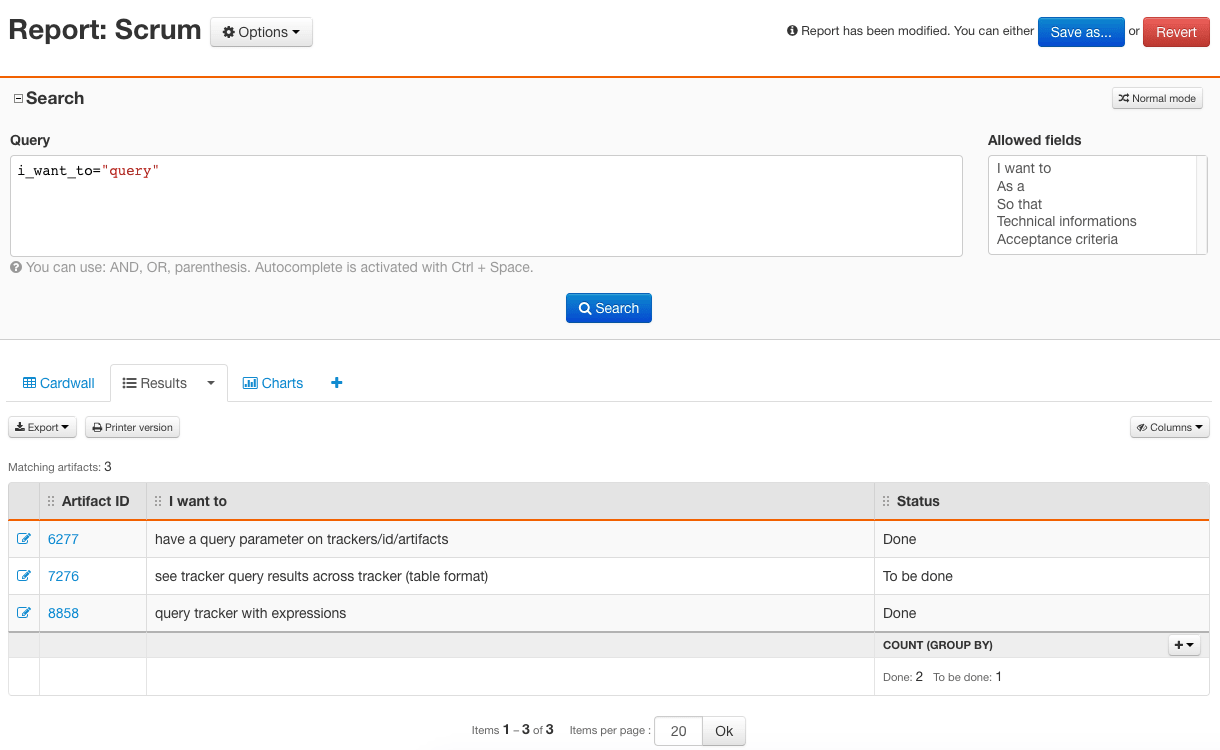 Report: Scrum
Options
Report has been modified. You can either Save as... or Revert
Search
Normal mode
Query
Allowed fields
i_want_to="query"
I want to
As a
So that
Technical informations
Acceptance criteria
You can use: AND, OR, parenthesis. Autocomplete is activated with Ctrl + Space.
Search
Cardwall Results Charts
Export Printer version Columns
Matching artifacts: 3
Artifact ID I want to Status
6277 have a query parameter on trackers/id/artifacts Done
7276 see tracker query results across tracker (table format) To be done
8858 query tracker with expressions Done
COUNT (GROUP BY)
Done: 2 To be done: 1
Items 1 – 3 of 3 Items per page : 20 Ok